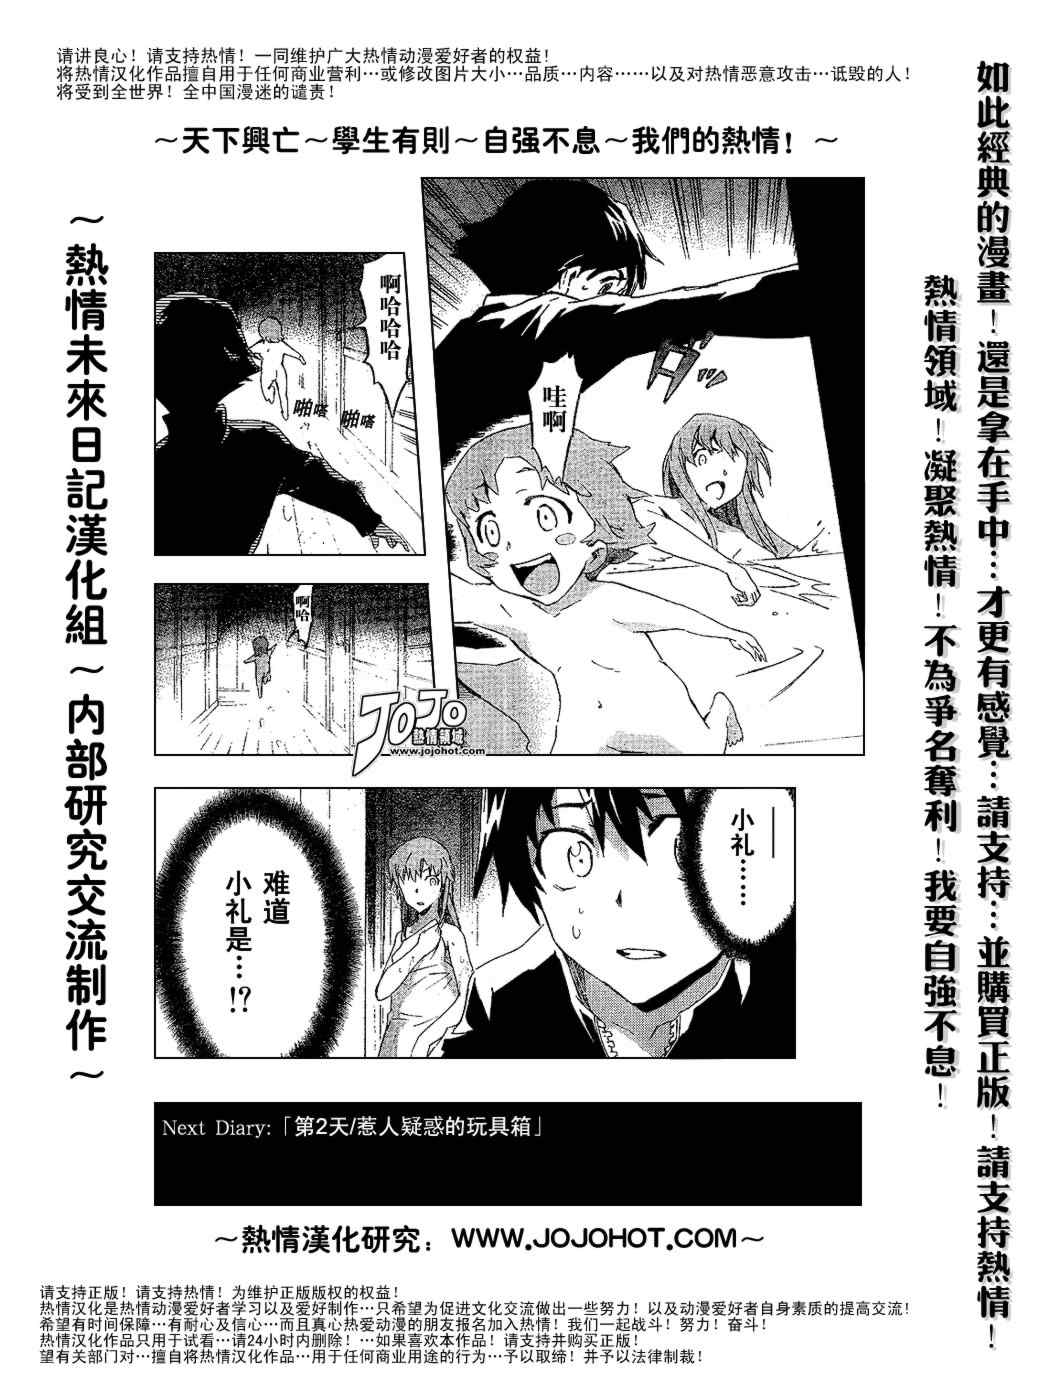 请讲良心！请支持热情！一同维护广大热情动漫爱好者的权益！
将热情汉化作品擅自用于任何商业营利…或修改图片大小…品质…内容……以及对热情恶意攻击…诋毁的人！
将受到全世界！全中国漫迷的谴责！
～天下興亡～學生有則～自强不息～我們的熱情！～
如此經典的漫畫！還是拿在手中…才更有感覺…請支持…並購買正版！請支持熱情！
熱情領域！凝聚熱情！不為爭名奪利！我要自強不息！
～熱情未來日記漢化組～内部研究交流制作～
哇啊
啊哈哈哈
啪嗒
啪嗒
啊哈
JOJO
熱情領域
www.jojohot.com
——
小礼……
难道
小礼是…!?
Next Diary:「第2天/惹人疑惑的玩具箱」
～熱情漢化研究：WWW.JOJOHOT.COM～
请支持正版！请支持热情！为维护正版版权的权益！
热情汉化是热情动漫爱好者学习以及爱好制作…只希望为促进文化交流做出一些努力！以及动漫爱好者自身素质的提高交流！
希望有时间保障…有耐心及信心…而且真心热爱动漫的朋友报名加入热情！我们一起战斗！努力！奋斗！
热情汉化作品只用于试看…请24小时内删除！…如果喜欢本作品！请支持并购买正版！
望有关部门对…擅自将热情汉化作品…用于任何商业用途的行为…予以取缔！并予以法律制裁！